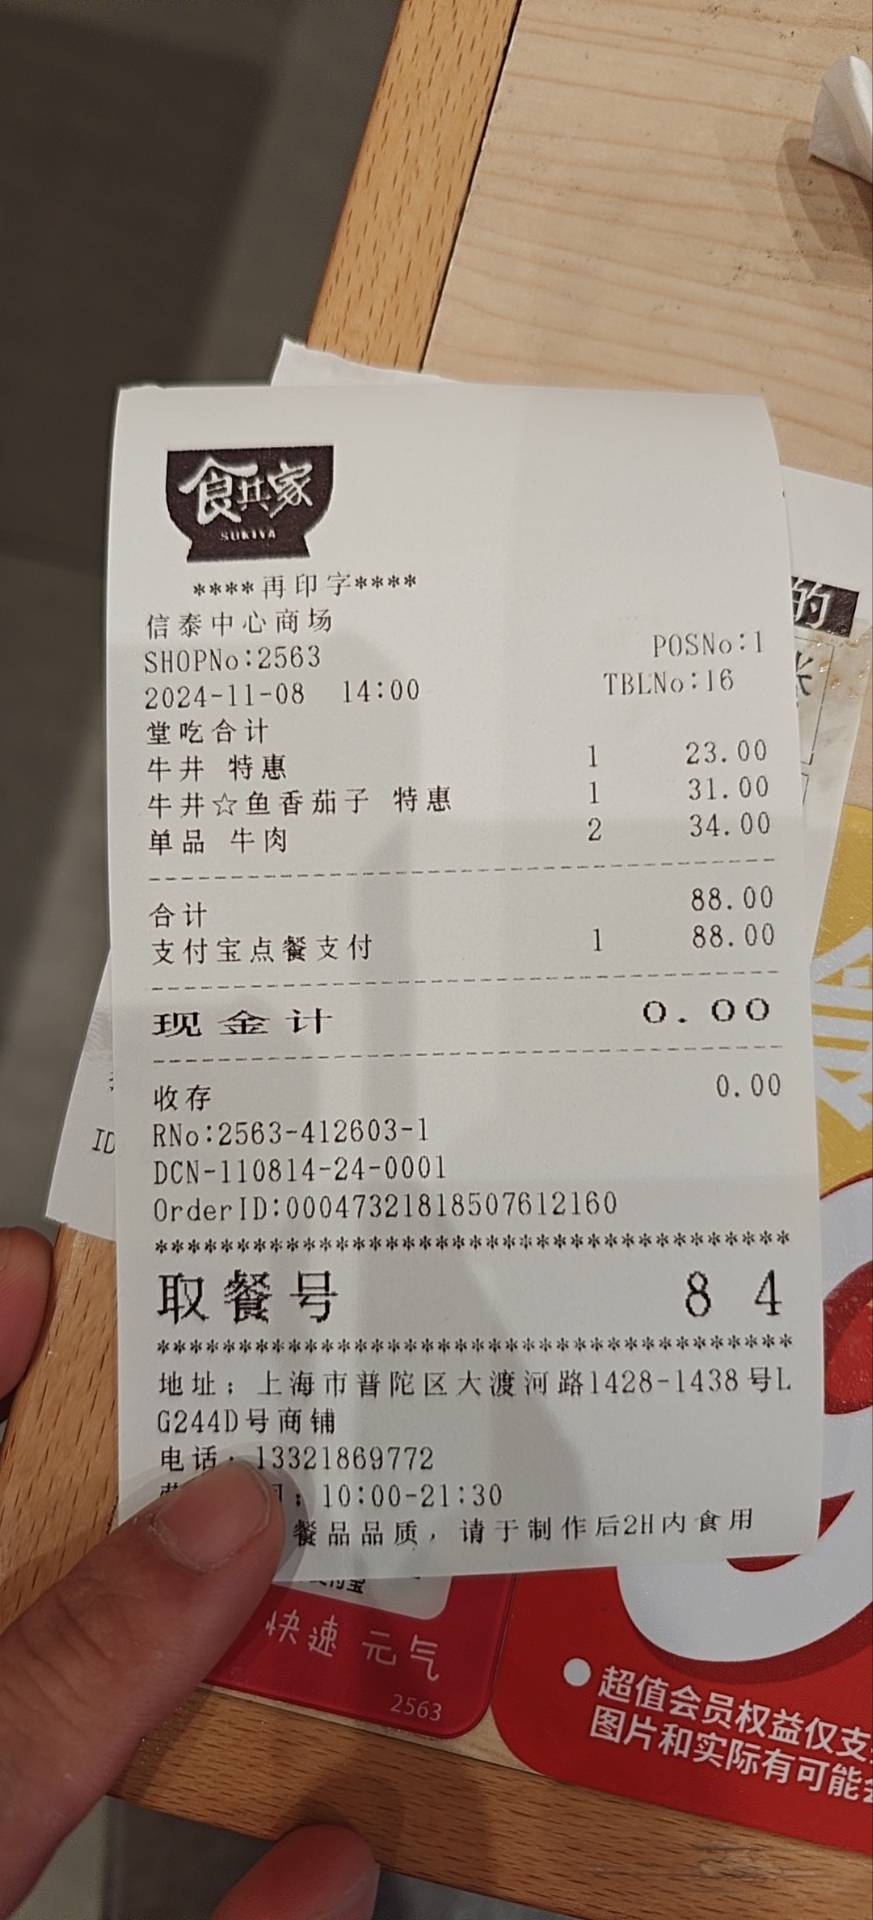 食其家
SUKIYA
****再印字****
信泰中心商场
SHOPNo:2563 POSNo:1
2024-11-08 14:00 TBLNo:16
堂吃合计
牛丼 特惠 1 23.00
牛丼☆鱼香茄子 特惠 1 31.00
单品 牛肉 2 34.00
合计 88.00
支付宝点餐支付 1 88.00
现金计 0.00
收存 0.00
RNo:2563-412603-1
DCN-110814-24-0001
OrderID:00047321818507612160
****************************************
取餐号 84
****************************************
地址：上海市普陀区大渡河路1428-1438号L
G244D号商铺
电话：13321869772
：10:00-21:30
餐品品质，请于制作后2H内食用
的
ID
快速 元气
2563
超值会员权益仅支
图片和实际有可能